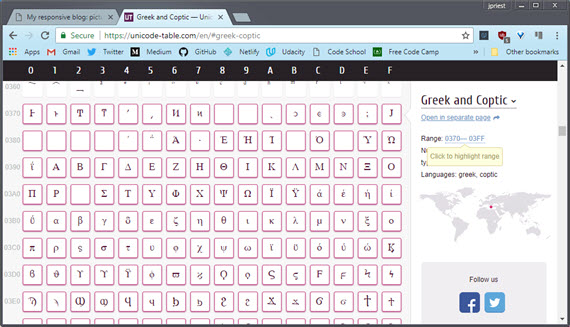 My responsive blog: pict
Greek and Coptic — Unic
jpriest
Secure
https://unicode-table.com/en/#greek-coptic
Apps Gmail Twitter Pocket GitHub Netlify Udacity Code School Free Code Camp » Other bookmarks
0 1 2 3 4 5 6 7 8 9 A B C D E F
0360
0370 Ͱ ͱ Ͳ ͳ ʹ ͵ Ͷ ͷ ͺ ͻ ͼ ͽ ; Ϳ
0380 ΄ ΅ Ά · Έ Ή Ί Ό Ύ Ώ
0390 ΐ Α Β Γ Δ Ε Ζ Η Θ Ι Κ Λ Μ Ν Ξ Ο
03A0 Π Ρ Σ Τ Υ Φ Χ Ψ Ω Ϊ Ϋ ά έ ή ί
03B0 ΰ α β γ δ ε ζ η θ ι κ λ μ ν ξ ο
03C0 π ρ ς σ τ υ φ χ ψ ω ϊ ϋ ό ύ ώ Ϗ
03D0 ϐ ϑ ϒ ϓ ϔ ϕ ϖ ϗ Ϙ ϙ Ϛ ϛ Ϝ ϝ Ϟ ϟ
03E0 Ϡ ϡ Ϣ ϣ Ϥ ϥ Ϧ ϧ Ϩ ϩ Ϫ ϫ Ϭ ϭ Ϯ ϯ
Greek and Coptic
Open in separate page
Range: 0370— 03FF
Click to highlight range
Languages: greek, coptic
Follow us